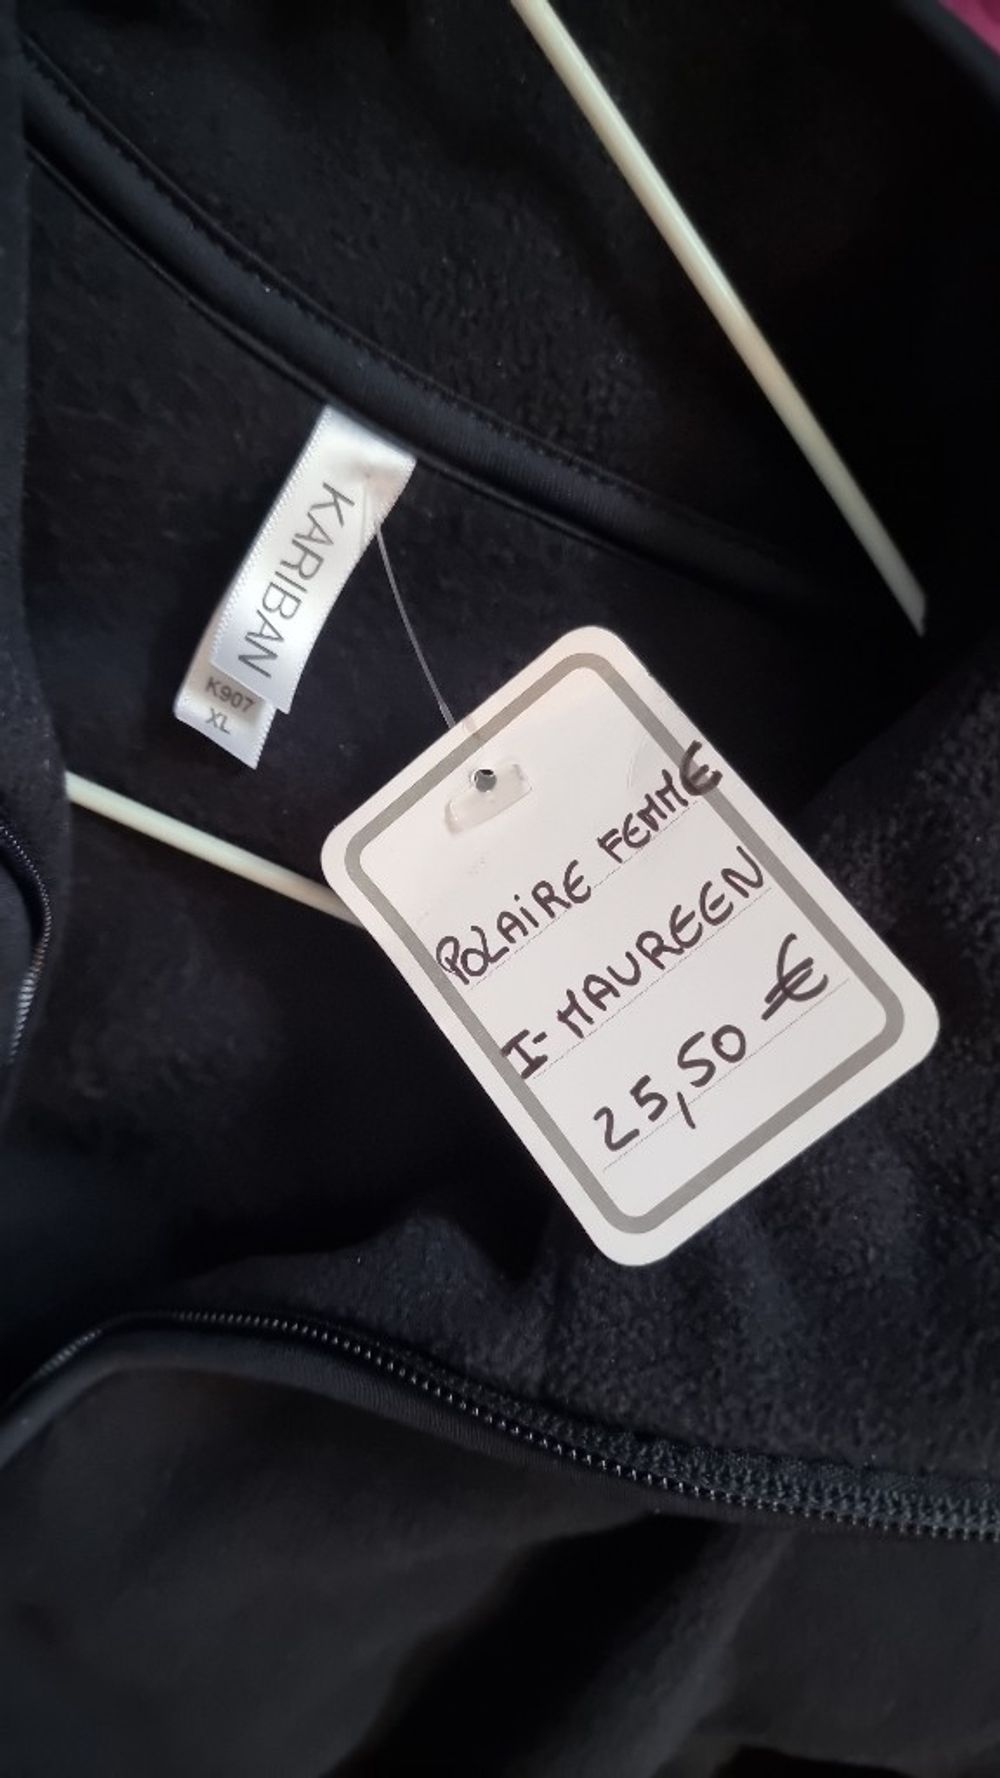 KARIBAN
K907
XL
POLAiRE FEMME
I-MAUREEN
25,50 €